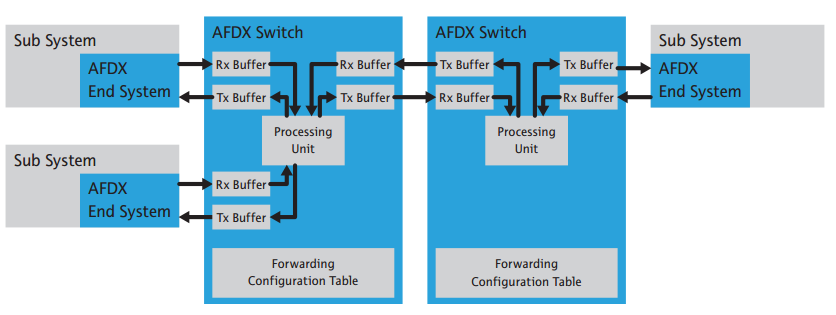 Sub System
AFDX
End System
Sub System
AFDX
End System
AFDX Switch
Rx Buffer
Tx Buffer
Rx Buffer
Tx Buffer
Processing
Unit
Rx Buffer
Tx Buffer
Forwarding
Configuration Table
AFDX Switch
Tx Buffer
Rx Buffer
Tx Buffer
Rx Buffer
Processing
Unit
Forwarding
Configuration Table
Sub System
AFDX
End System